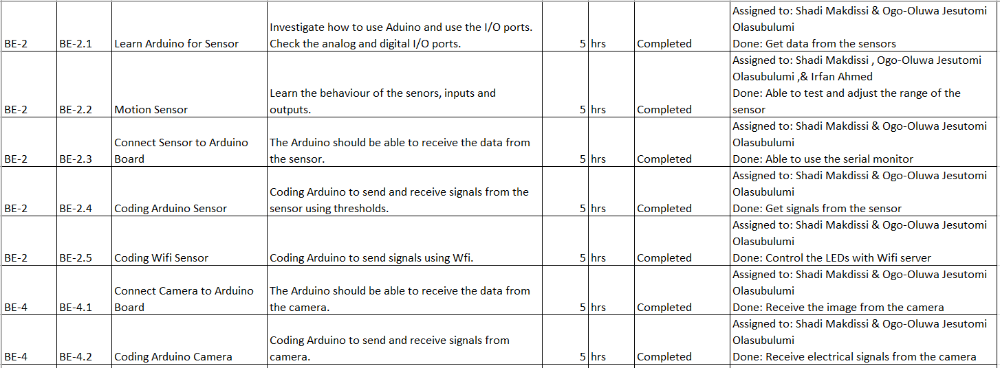 BE-2 BE-2.1 Learn Arduino for Sensor Investigate how to use Aduino and use the I/O ports. Check the analog and digital I/O ports. 5 hrs Completed Assigned to: Shadi Makdissi & Ogo-Oluwa Jesutomi Olasubulumi
Done: Get data from the sensors
BE-2 BE-2.2 Motion Sensor Learn the behaviour of the senors, inputs and outputs. 5 hrs Completed Assigned to: Shadi Makdissi , Ogo-Oluwa Jesutomi Olasubulumi ,& Irfan Ahmed
Done: Able to test and adjust the range of the sensor
BE-2 BE-2.3 Connect Sensor to Arduino Board The Arduino should be able to receive the data from the sensor. 5 hrs Completed Assigned to: Shadi Makdissi & Ogo-Oluwa Jesutomi Olasubulumi
Done: Able to use the serial monitor
BE-2 BE-2.4 Coding Arduino Sensor Coding Arduino to send and receive signals from the sensor using thresholds. 5 hrs Completed Assigned to: Shadi Makdissi & Ogo-Oluwa Jesutomi Olasubulumi
Done: Get signals from the sensor
BE-2 BE-2.5 Coding Wifi Sensor Coding Arduino to send signals using Wfi. 5 hrs Completed Assigned to: Shadi Makdissi & Ogo-Oluwa Jesutomi Olasubulumi
Done: Control the LEDs with Wifi server
BE-4 BE-4.1 Connect Camera to Arduino Board The Arduino should be able to receive the data from the camera. 5 hrs Completed Assigned to: Shadi Makdissi & Ogo-Oluwa Jesutomi Olasubulumi
Done: Receive the image from the camera
BE-4 BE-4.2 Coding Arduino Camera Coding Arduino to send and receive signals from camera. 5 hrs Completed Assigned to: Shadi Makdissi & Ogo-Oluwa Jesutomi Olasubulumi
Done: Receive electrical signals from the camera